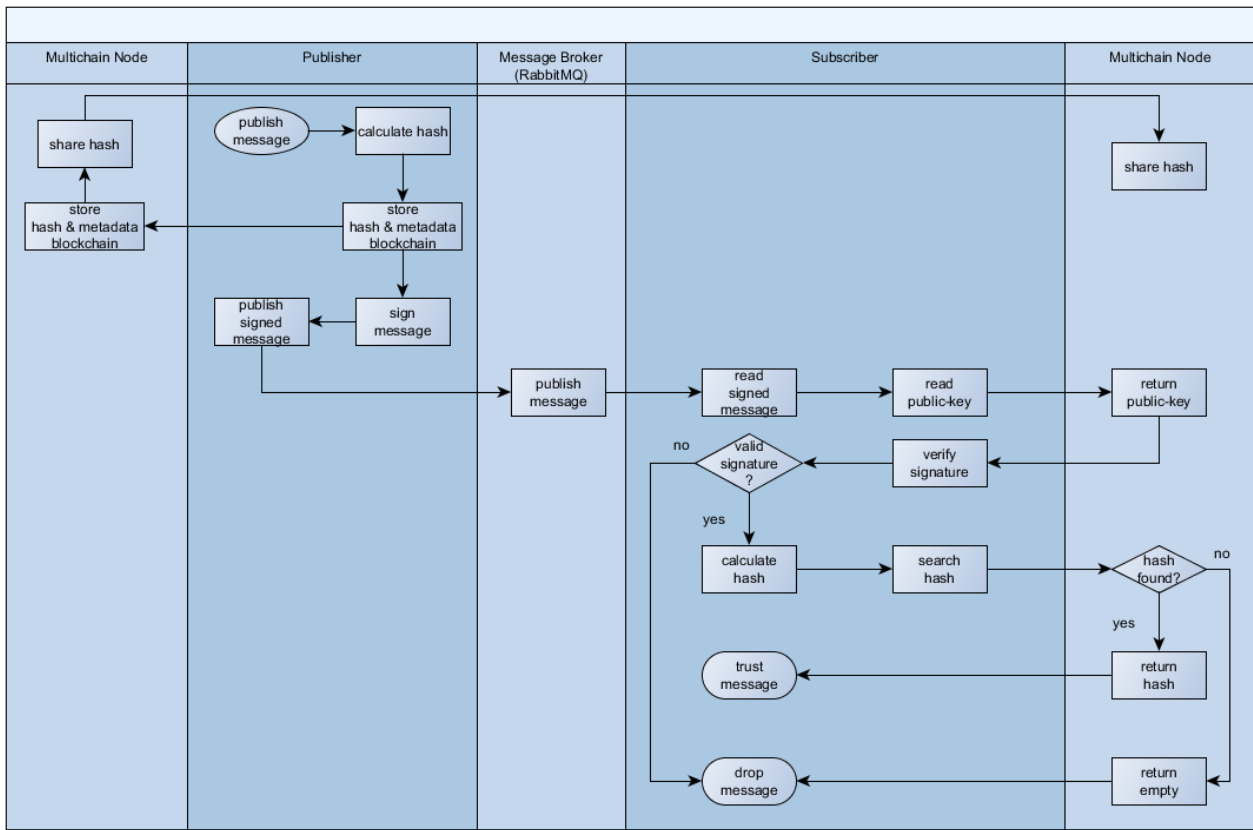 Multichain Node
Publisher
Message Broker
(RabbitMQ)
Subscriber
Multichain Node
share hash
publish
message
calculate hash
share hash
store
hash & metadata
blockchain
store
hash & metadata
blockchain
publish
signed
message
sign
message
publish
message
read
signed
message
read
public-key
return
public-key
no
valid
signature
?
verify
signature
yes
calculate
hash
search
hash
hash
found?
no
yes
trust
message
return
hash
drop
message
return
empty